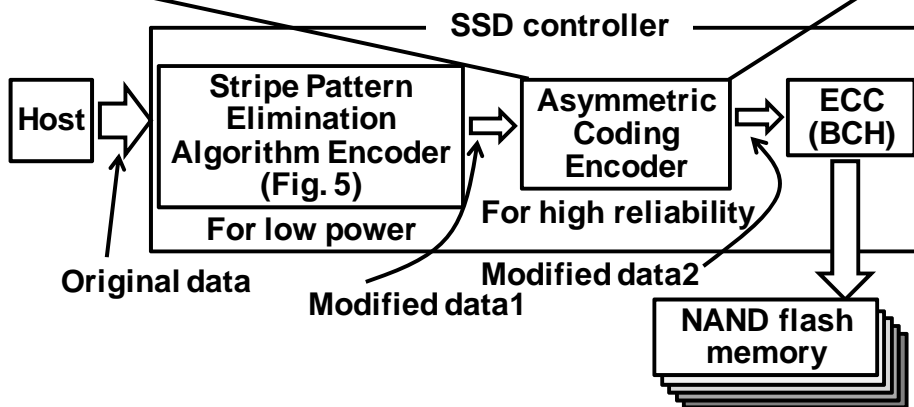 SSD controller
Host
Stripe Pattern
Elimination
Algorithm Encoder
(Fig. 5)
For low power
Asymmetric
Coding
Encoder
For high reliability
ECC
(BCH)
Original data
Modified data1
Modified data2
NAND flash
memory